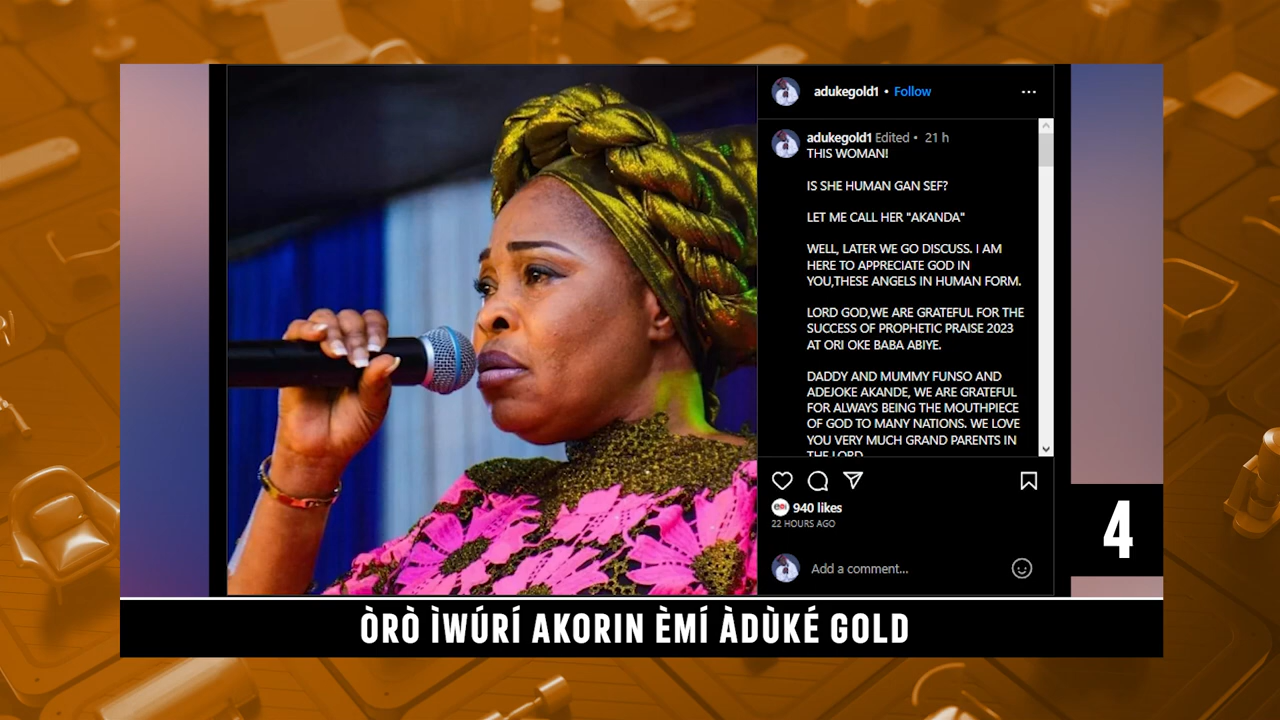 adukegold1 • Follow
adukegold1 Edited • 21 h
THIS WOMAN!
IS SHE HUMAN GAN SEF?
LET ME CALL HER "AKANDA"
WELL, LATER WE GO DISCUSS. I AM
HERE TO APPRECIATE GOD IN
YOU,THESE ANGELS IN HUMAN FORM.
LORD GOD,WE ARE GRATEFUL FOR THE
SUCCESS OF PROPHETIC PRAISE 2023
AT ORI OKE BABA ABIYE.
DADDY AND MUMMY FUNSO AND
ADEJOKE AKANDE, WE ARE GRATEFUL
FOR ALWAYS BEING THE MOUTHPIECE
OF GOD TO MANY NATIONS. WE LOVE
YOU VERY MUCH GRAND PARENTS IN
THE LORD
940 likes
22 HOURS AGO
Add a comment...
4
ÒRÒ ÌWÚRÍ AKORIN ÈMÍ ÀDÙKÉ GOLD